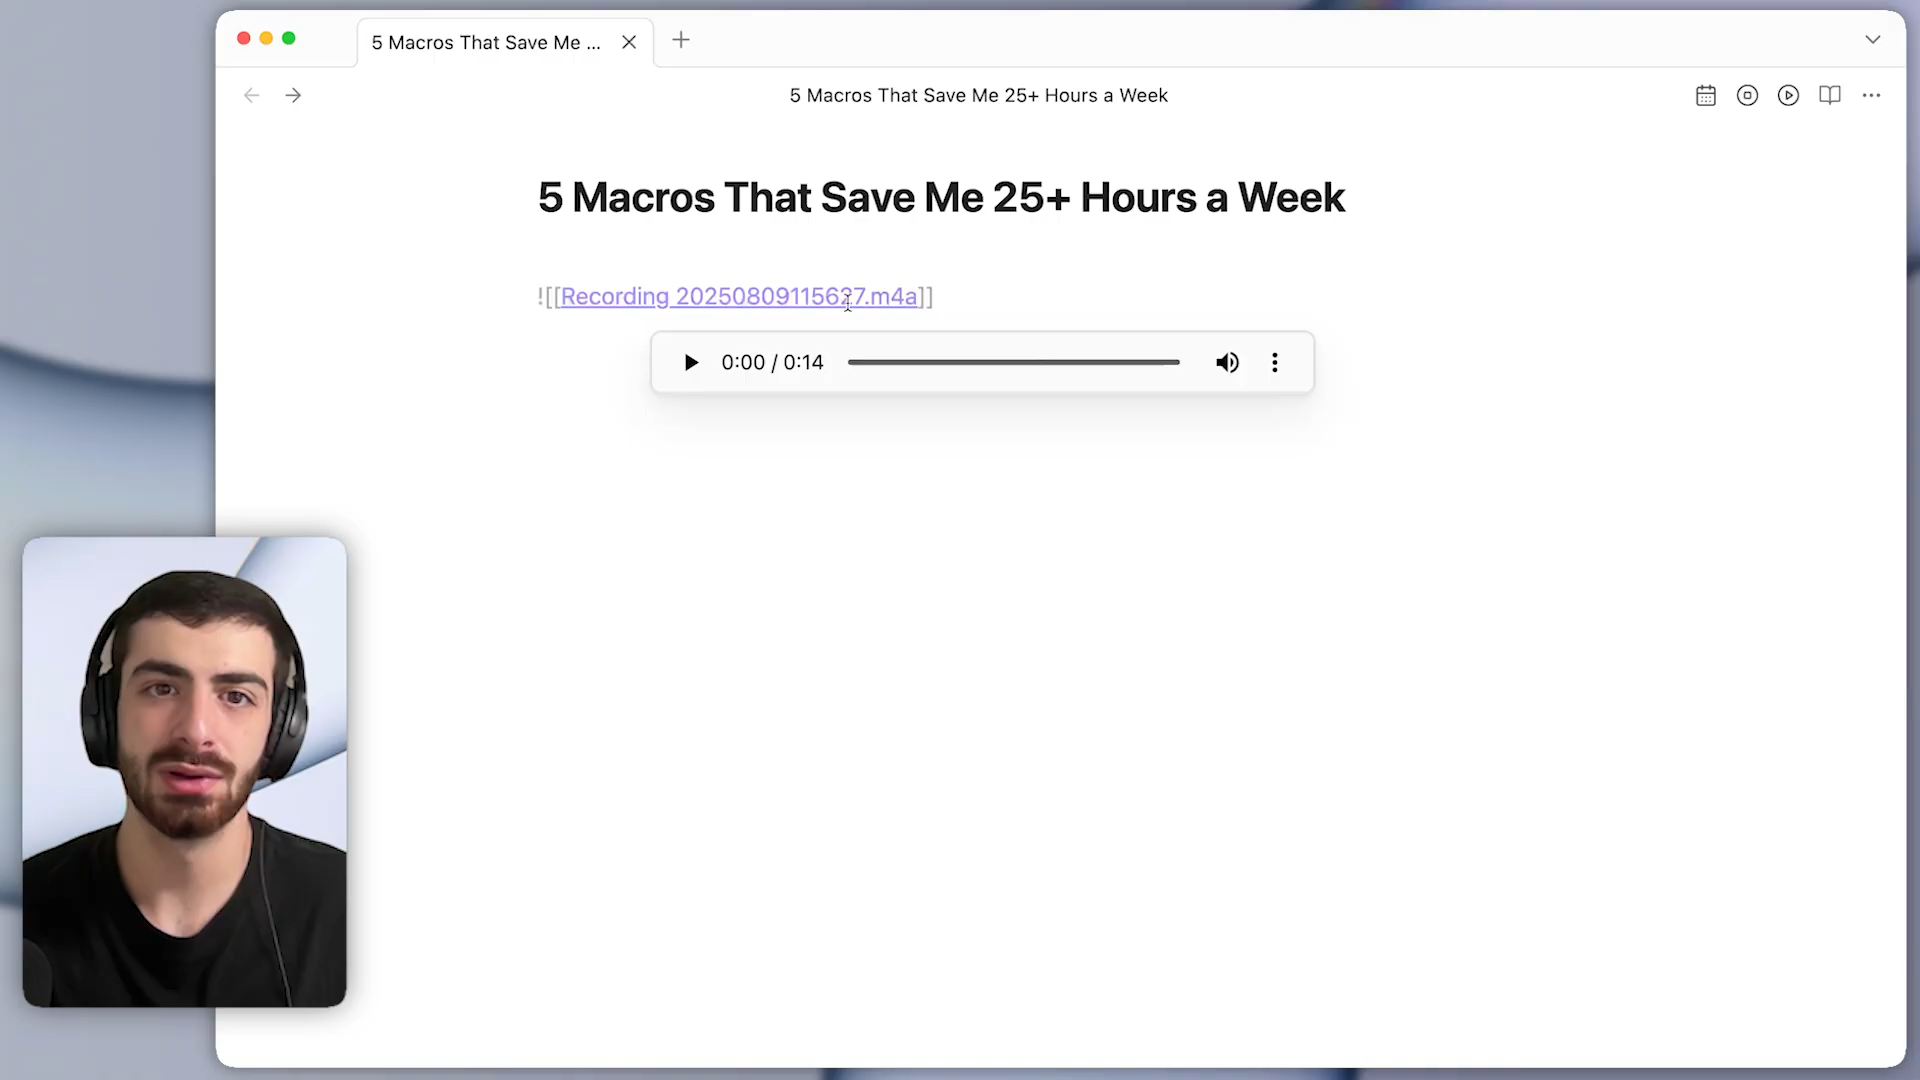 5 Macros That Save Me ...
5 Macros That Save Me 25+ Hours a Week
5 Macros That Save Me 25+ Hours a Week
![[Recording 20250809115627.m4a]]
0:00 / 0:14